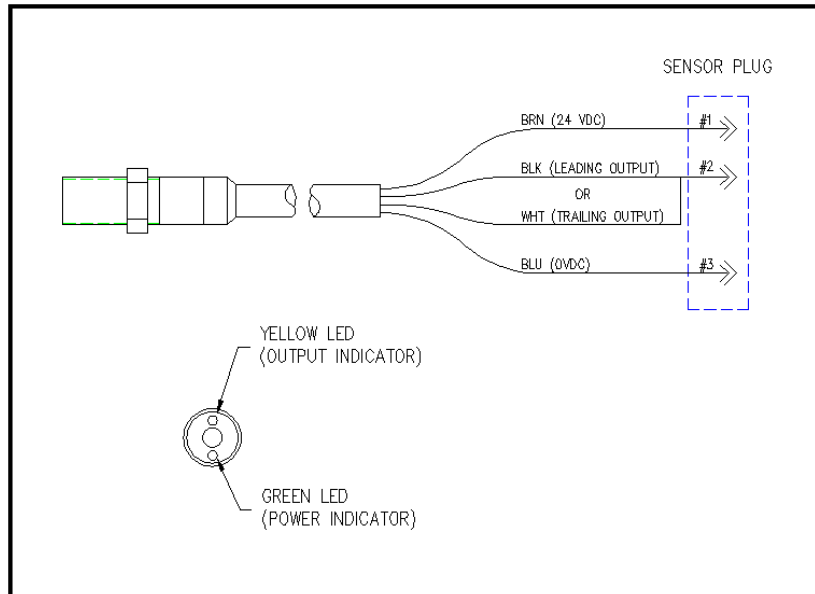 SENSOR PLUG
BRN (24 VDC)
#1
BLK (LEADING OUTPUT)
#2
OR
WHT (TRAILING OUTPUT)
BLU (0VDC)
#3
YELLOW LED
(OUTPUT INDICATOR)
GREEN LED
(POWER INDICATOR)